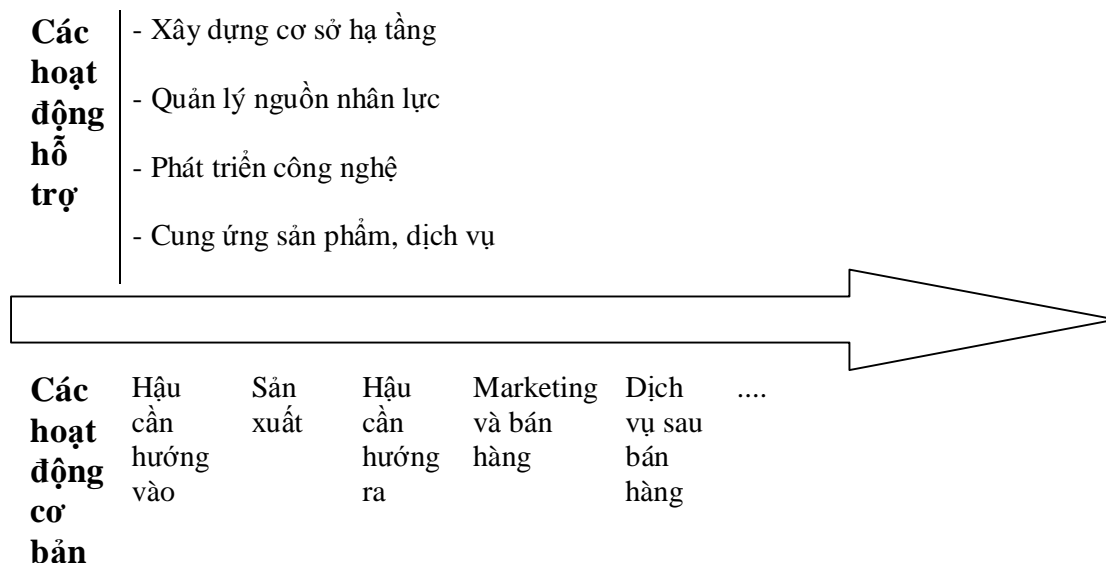 Các hoạt động hỗ trợ
- Xây dựng cơ sở hạ tầng
- Quản lý nguồn nhân lực
- Phát triển công nghệ
- Cung ứng sản phẩm, dịch vụ
Các hoạt động cơ bản
Hậu cần hướng vào
Sản xuất
Hậu cần hướng ra
Marketing và bán hàng
Dịch vụ sau bán hàng
....